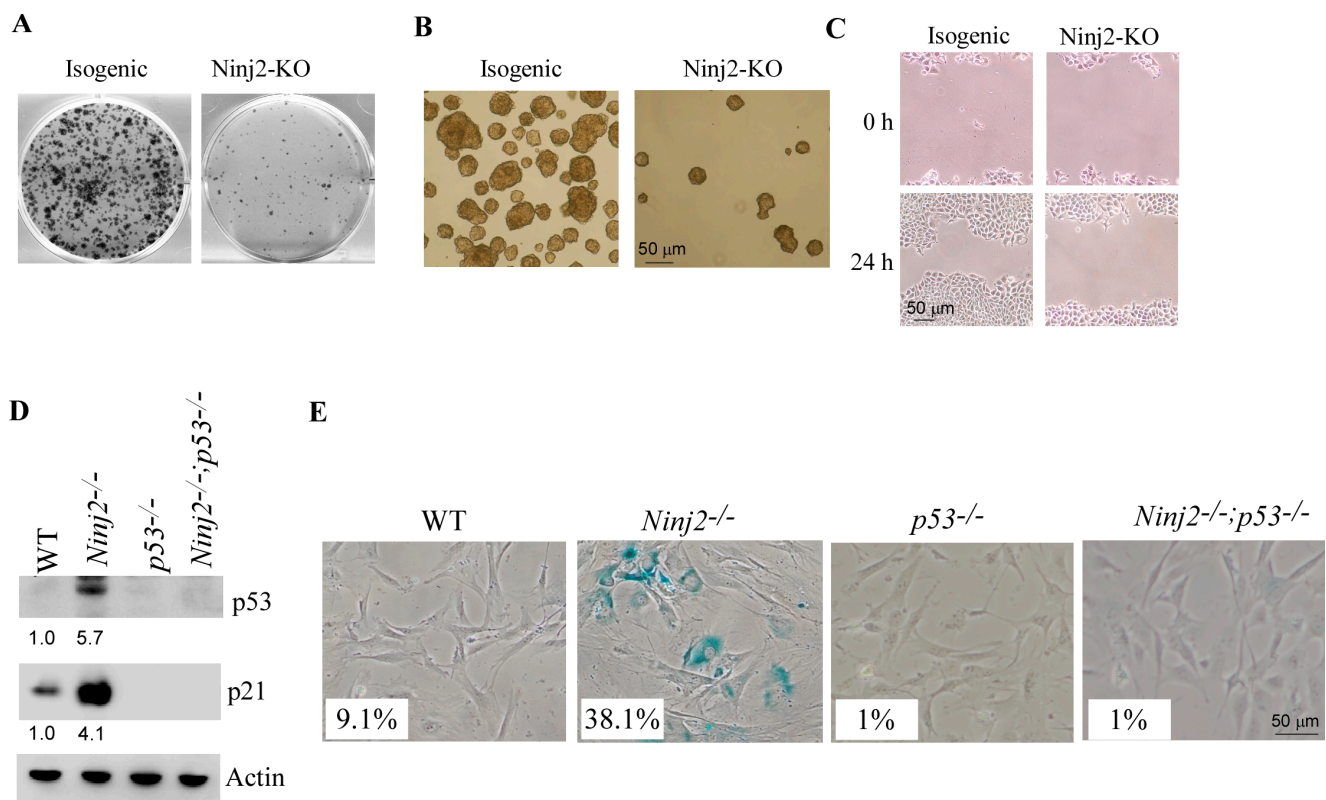 A
Isogenic Ninj2-KO
B
Isogenic Ninj2-KO
50 μm
C
Isogenic Ninj2-KO
0 h
24 h
50 μm
D
WT
Ninj2-/-
p53-/-
Ninj2-/-;p53-/-
p53
1.0 5.7
p21
1.0 4.1
Actin
E
WT Ninj2-/- p53-/- Ninj2-/-;p53-/-
9.1% 38.1% 1% 1%
50 μm